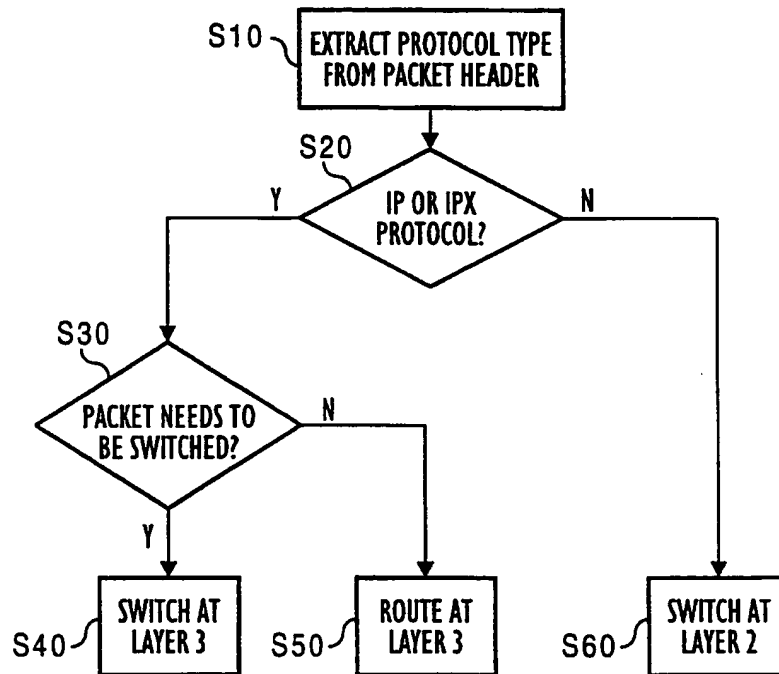 S10
EXTRACT PROTOCOL TYPE
FROM PACKET HEADER
S20
Y
IP OR IPX
PROTOCOL?
N
S30
PACKET NEEDS TO
BE SWITCHED?
N
Y
S40
SWITCH AT
LAYER 3
S50
ROUTE AT
LAYER 3
S60
SWITCH AT
LAYER 2